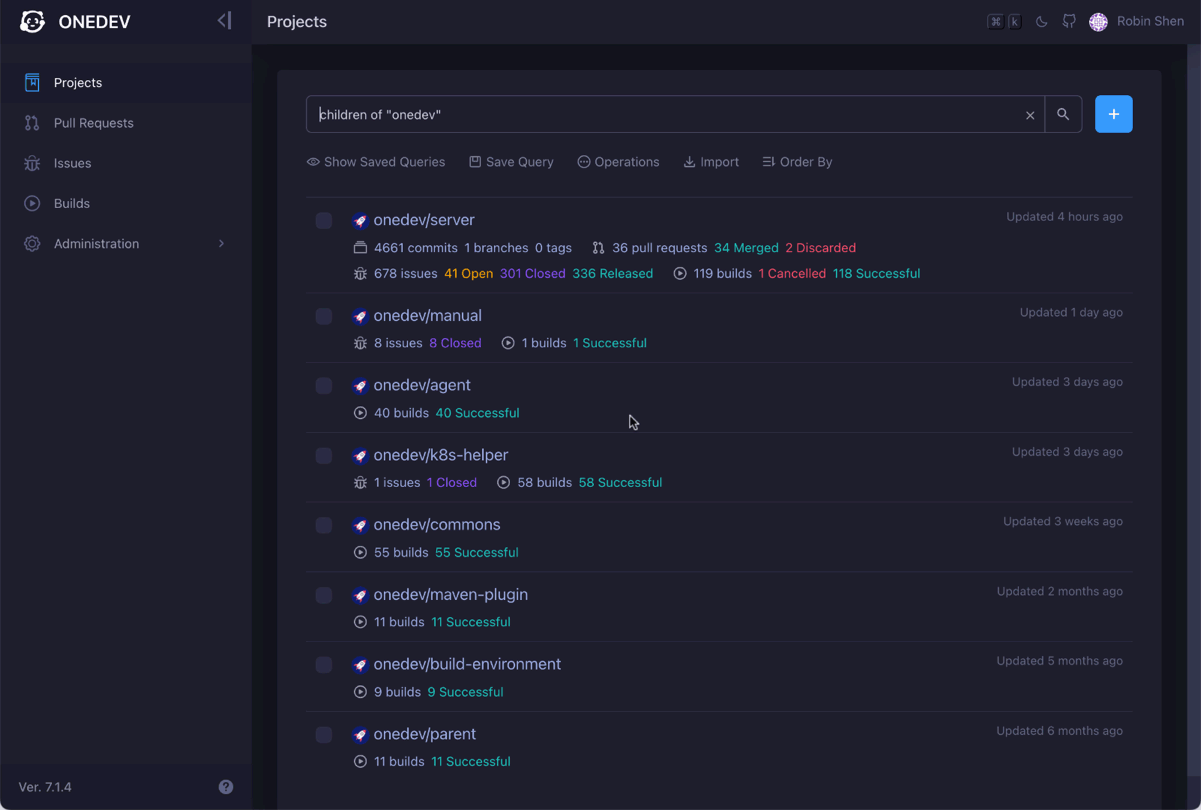 ONEDEV
Projects
⌘ k
Robin Shen
Projects
Pull Requests
Issues
Builds
Administration
Ver. 7.1.4
?
children of "onedev"
Show Saved Queries Save Query Operations Import Order By
onedev/server Updated 4 hours ago
4661 commits 1 branches 0 tags 36 pull requests 34 Merged 2 Discarded
678 issues 41 Open 301 Closed 336 Released 119 builds 1 Cancelled 118 Successful
onedev/manual Updated 1 day ago
8 issues 8 Closed 1 builds 1 Successful
onedev/agent Updated 3 days ago
40 builds 40 Successful
onedev/k8s-helper Updated 3 days ago
1 issues 1 Closed 58 builds 58 Successful
onedev/commons Updated 3 weeks ago
55 builds 55 Successful
onedev/maven-plugin Updated 2 months ago
11 builds 11 Successful
onedev/build-environment Updated 5 months ago
9 builds 9 Successful
onedev/parent Updated 6 months ago
11 builds 11 Successful